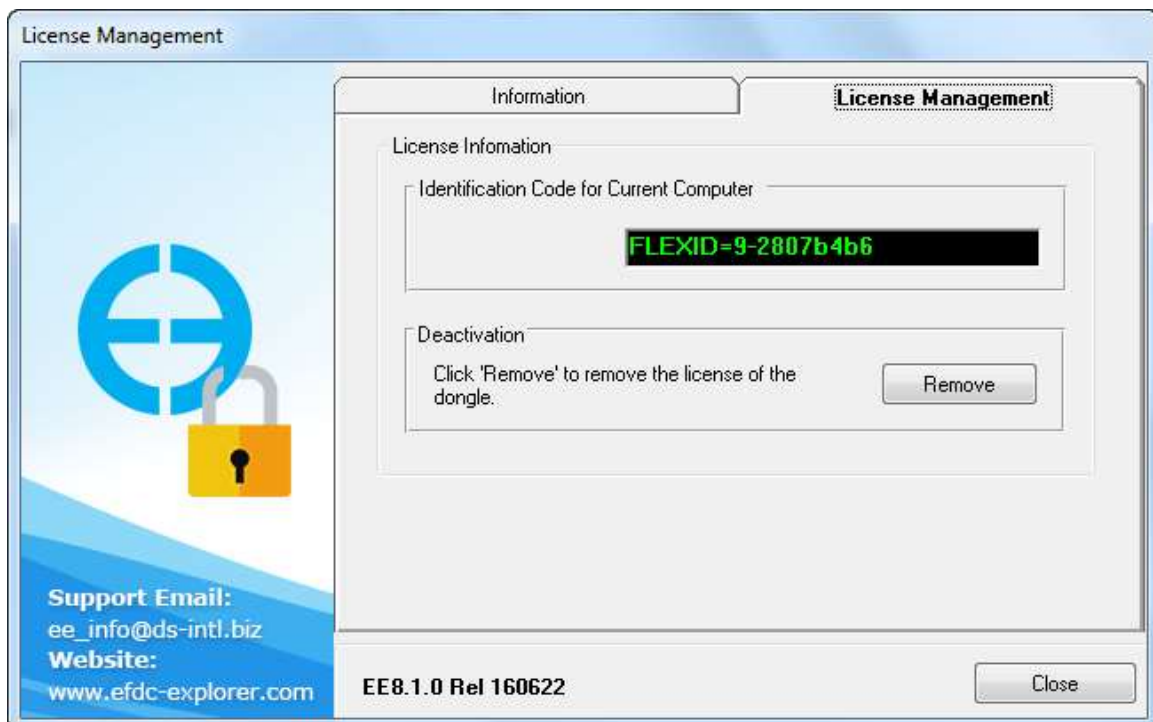 License Management
Information
License Management
License Infomation
Identification Code for Current Computer
FLEXID=9-2807b4b6
Deactivation
Click 'Remove' to remove the license of the
dongle.
Remove
Support Email:
ee_info@ds-intl.biz
Website:
www.efdc-explorer.com
EE8.1.0 Rel 160622
Close